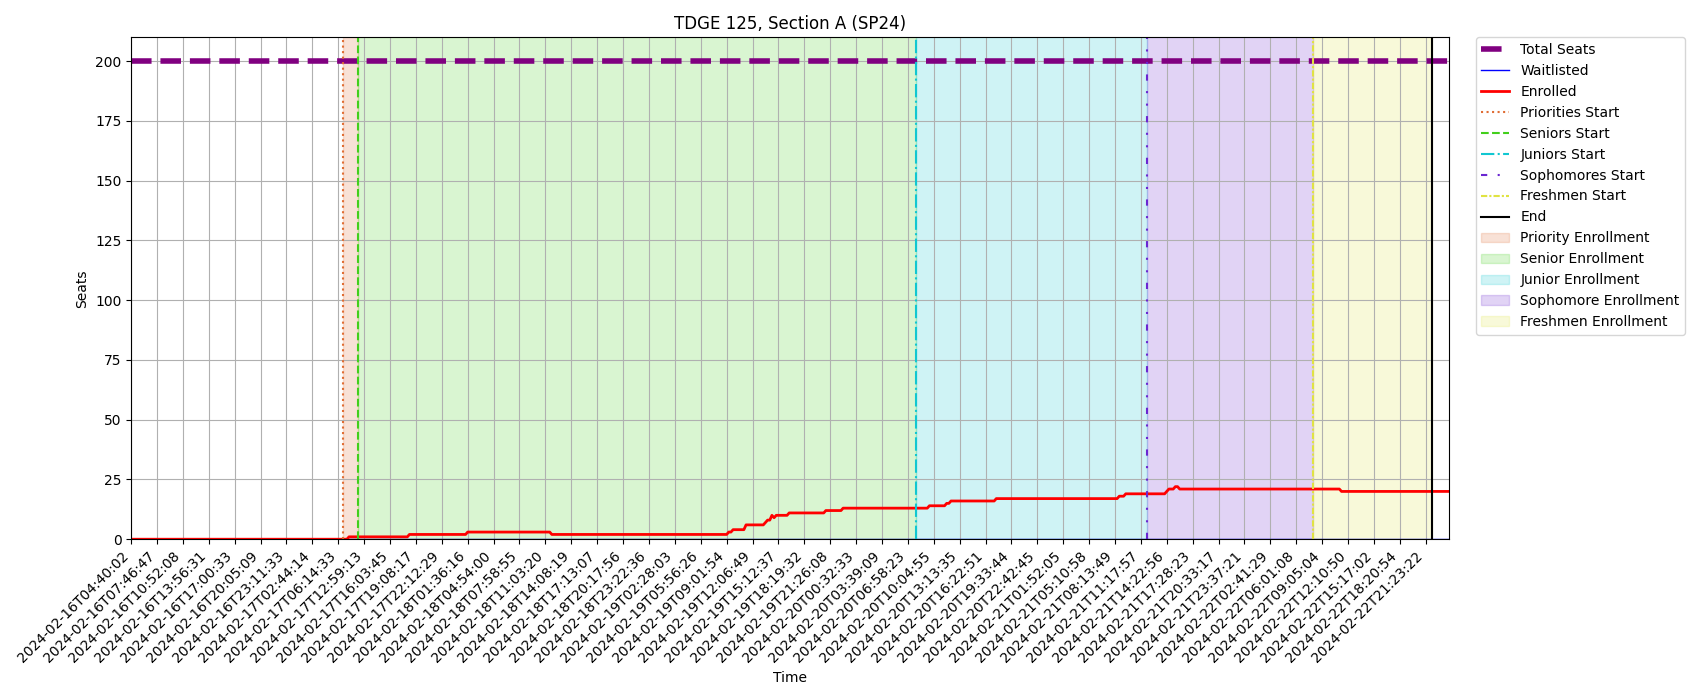 TDGE 125, Section A (SP24)
Seats
200
175
150
125
100
75
50
25
0
2024-02-16T04:40:02
2024-02-16T07:46:47
2024-02-16T10:52:08
2024-02-16T13:56:31
2024-02-16T17:00:33
2024-02-16T20:05:09
2024-02-16T23:11:33
2024-02-17T02:44:14
2024-02-17T06:14:33
2024-02-17T12:59:13
2024-02-17T16:03:45
2024-02-17T19:08:17
2024-02-17T22:12:29
2024-02-18T01:36:16
2024-02-18T04:54:00
2024-02-18T07:58:55
2024-02-18T11:03:20
2024-02-18T14:08:19
2024-02-18T17:13:07
2024-02-18T20:17:56
2024-02-18T23:22:36
2024-02-19T02:28:03
2024-02-19T05:56:26
2024-02-19T09:01:54
2024-02-19T12:06:49
2024-02-19T15:12:37
2024-02-19T18:19:32
2024-02-19T21:26:08
2024-02-20T00:32:33
2024-02-20T03:39:09
2024-02-20T06:58:23
2024-02-20T10:04:55
2024-02-20T13:13:35
2024-02-20T16:22:51
2024-02-20T19:33:44
2024-02-20T22:42:45
2024-02-21T01:52:05
2024-02-21T05:10:58
2024-02-21T08:13:49
2024-02-21T11:17:57
2024-02-21T14:22:56
2024-02-21T17:28:23
2024-02-21T20:33:17
2024-02-21T23:37:21
2024-02-22T02:41:29
2024-02-22T06:01:08
2024-02-22T09:05:04
2024-02-22T12:10:50
2024-02-22T15:17:02
2024-02-22T18:20:54
2024-02-22T21:23:22
Time
Total Seats
Waitlisted
Enrolled
Priorities Start
Seniors Start
Juniors Start
Sophomores Start
Freshmen Start
End
Priority Enrollment
Senior Enrollment
Junior Enrollment
Sophomore Enrollment
Freshmen Enrollment